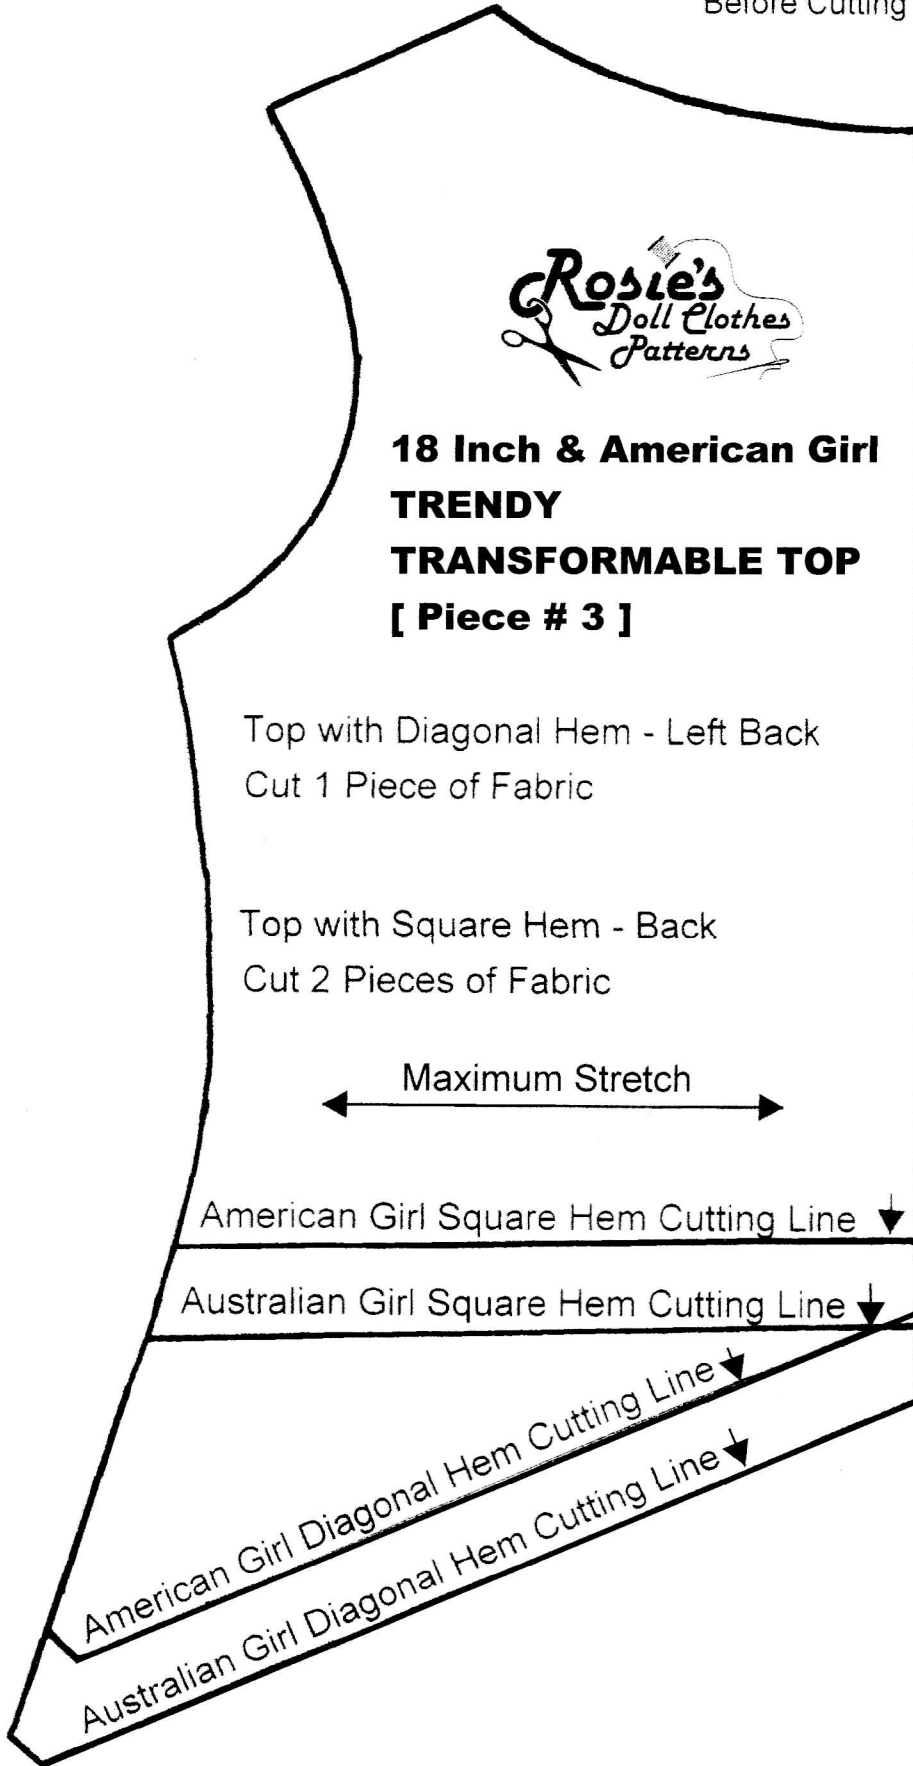 Before Cutting
Rosie's
Doll Clothes
Patterns
18 Inch & American Girl
TRENDY
TRANSFORMABLE TOP
[ Piece # 3 ]
Top with Diagonal Hem - Left Back
Cut 1 Piece of Fabric
Top with Square Hem - Back
Cut 2 Pieces of Fabric
Maximum Stretch
American Girl Square Hem Cutting Line
Australian Girl Square Hem Cutting Line
American Girl Diagonal Hem Cutting Line
Australian Girl Diagonal Hem Cutting Line